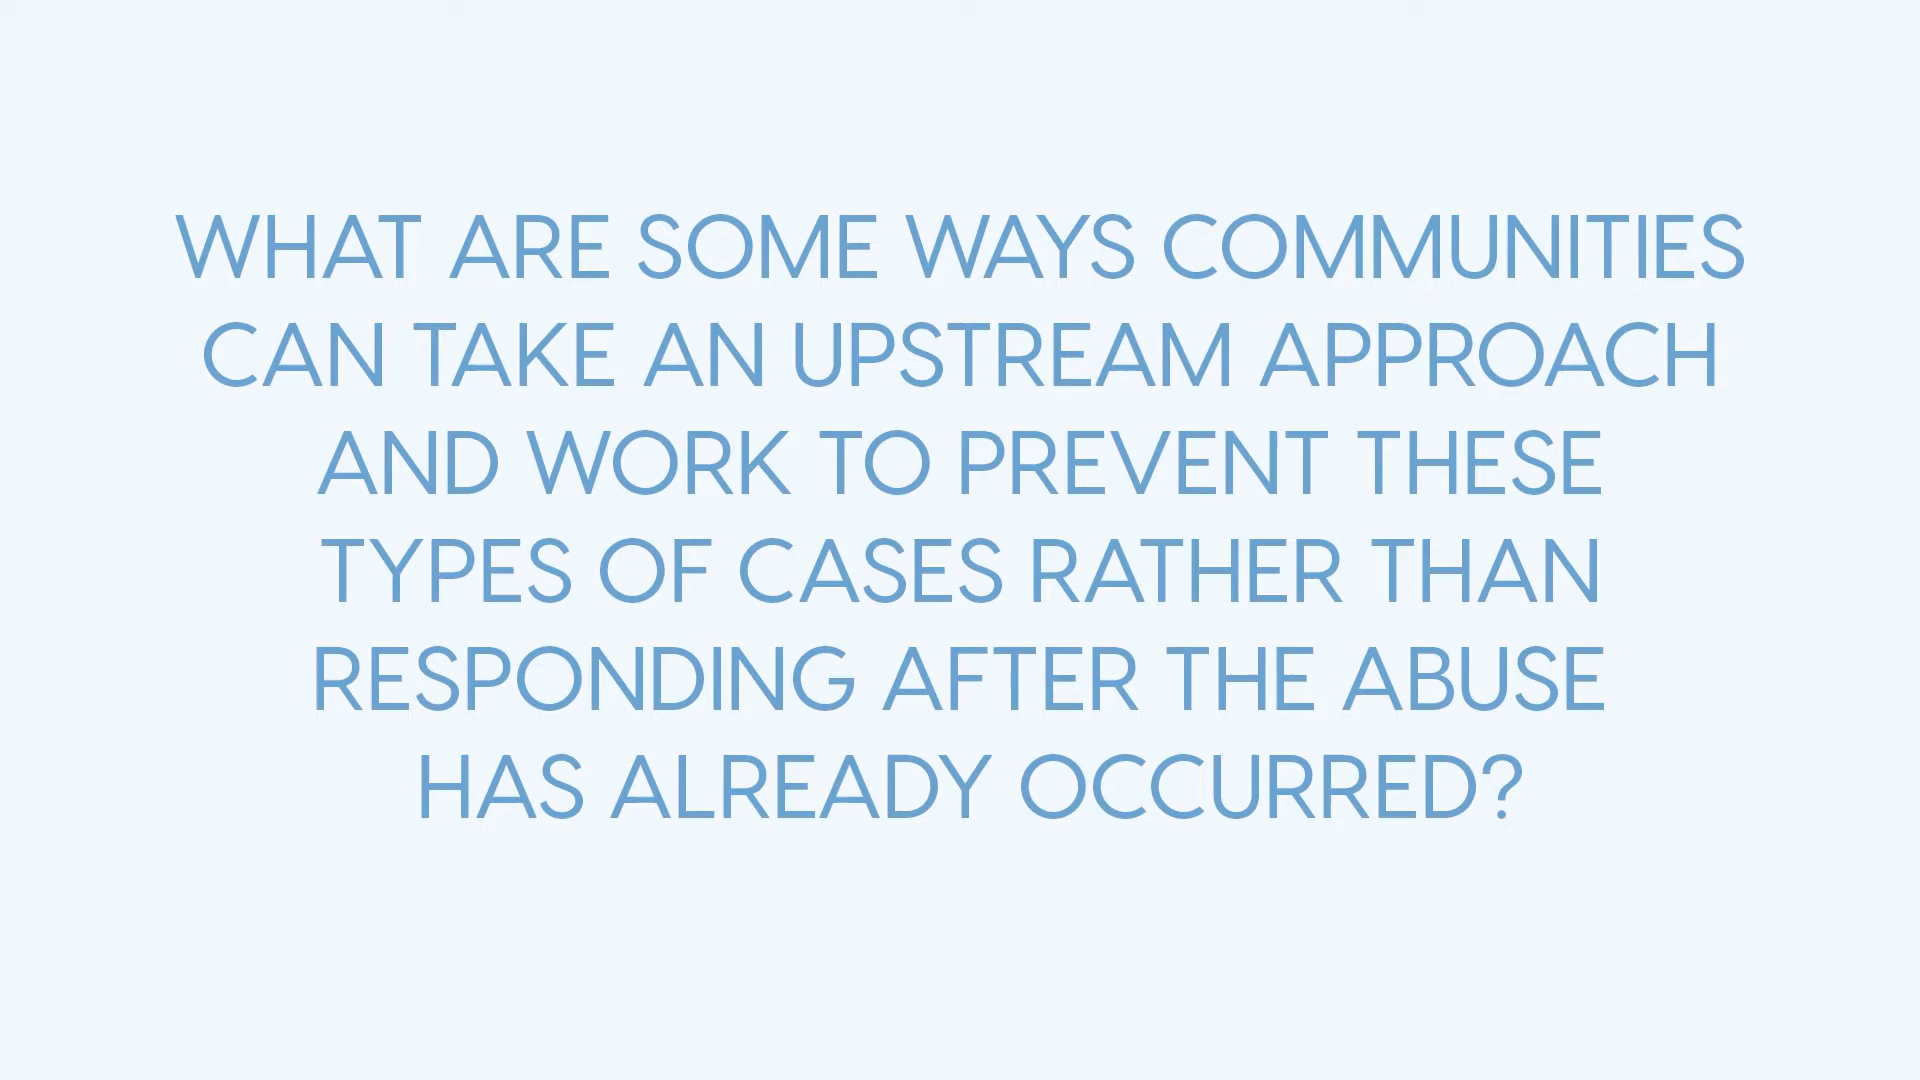 WHAT ARE SOME WAYS COMMUNITIES
CAN TAKE AN UPSTREAM APPROACH
AND WORK TO PREVENT THESE
TYPES OF CASES RATHER THAN
RESPONDING AFTER THE ABUSE
HAS ALREADY OCCURRED?